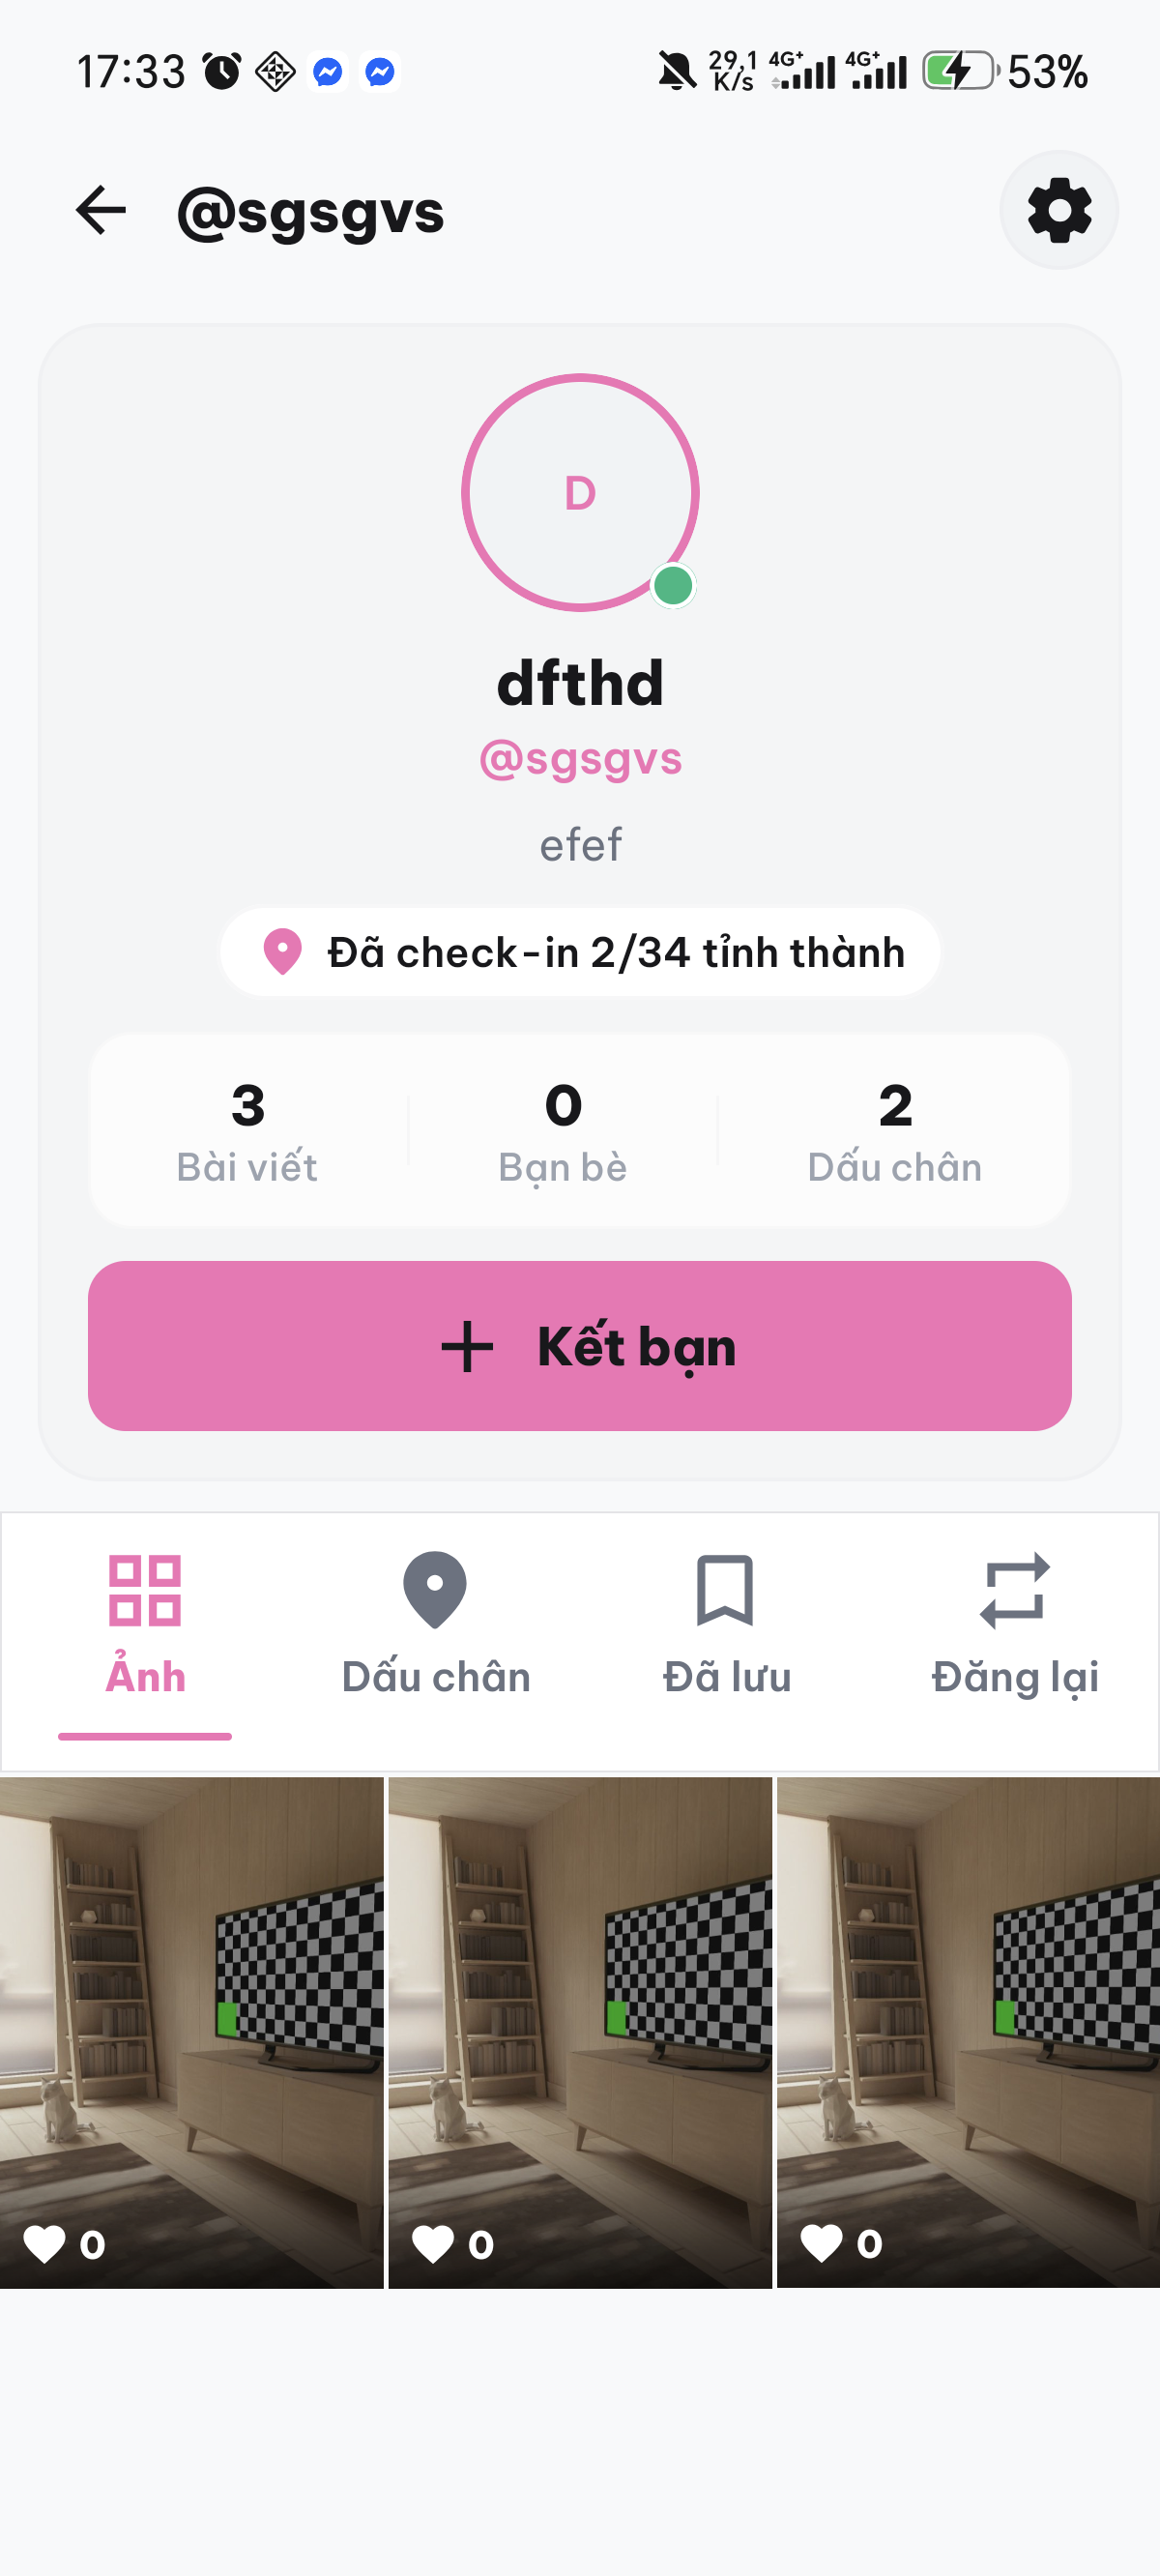 17:33
29,1 K/s 4G+ 4G+ 53%
@sgsgvs
D
dfthd
@sgsgvs
efef
Đã check-in 2/34 tỉnh thành
3 0 2
Bài viết Bạn bè Dấu chân
Kết bạn
Ảnh Dấu chân Đã lưu Đăng lại
0 0 0